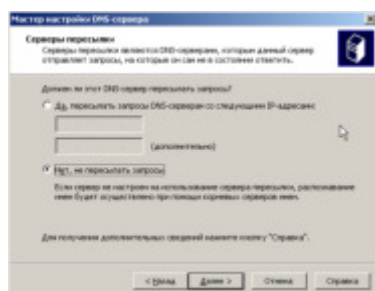 Мастер настройки DNS-сервера
Серверы пересылки
Серверы пересылки являются DNS-серверами, которым данный сервер
отправляет запросы, на которые он сам не в состоянии ответить.
Должен ли этот DNS-сервер пересылать запросы?
Да, пересылать запросы DNS-серверам со следующими IP-адресами:
(дополнительно)
Нет, не пересылать запросы
Если сервер не настроен на использование сервера пересылки, распознавание
имен будет осуществлено при помощи корневых серверов имен.
Для получения дополнительных сведений нажмите кнопку "Справка".
< Назад
Далее >
Отмена
Справка